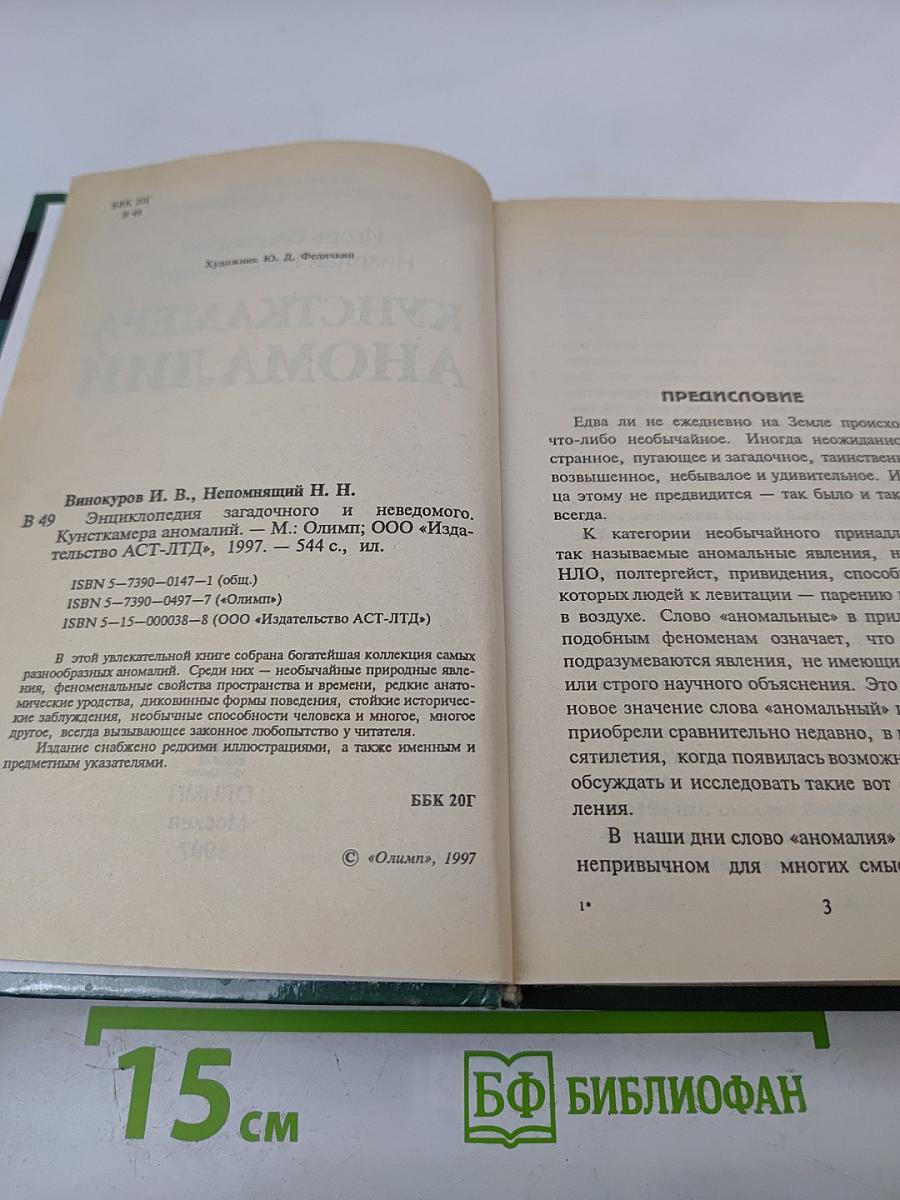 ББК 20Г
В 49
Художник Ю. Д. Федичкин
КУНСТКАМЕРА
АНОМАЛИЙ
Винокуров И. В., Непомнящий Н. Н.
В 49 Энциклопедия загадочного и неведомого.
Кунсткамера аномалий. — М.: Олимп; ООО «Изда-
тельство АСТ-ЛТД», 1997. — 544 с., ил.
ISBN 5—7390—0147—1 (общ.)
ISBN 5—7390—0497—7 («Олимп»)
ISBN 5—15—000038—8 (ООО «Издательство АСТ-ЛТД»)
В этой увлекательной книге собрана богатейшая коллекция самых
разнообразных аномалий. Среди них — необычайные природные явле-
ния, феноменальные свойства пространства и времени, редкие анато-
мические уродства, диковинные формы поведения, стойкие историчес-
кие заблуждения, необычные способности человека и многое, многое
другое, всегда вызывающее законное любопытство у читателя.
Издание снабжено редкими иллюстрациями, а также именным и
предметным указателями.
ББК 20Г
© «Олимп», 1997
ПРЕДИСЛОВИЕ
Едва ли не ежедневно на Земле происхо
что-либо необычайное. Иногда неожиданно
странное, пугающее и загадочное, таинствен
возвышенное, небывалое и удивительное. И
ца этому не предвидится — так было и так
всегда.
К категории необычайного принадл
так называемые аномальные явления, н
НЛО, полтергейст, привидения, способ
которых людей к левитации — парению
в воздухе. Слово «аномальные» в прил
подобным феноменам означает, что
подразумеваются явления, не имеющи
или строго научного объяснения. Это
новое значение слова «аномальный»
приобрели сравнительно недавно, в
сятилетия, когда появилась возможн
обсуждать и исследовать такие вот
ления.
В наши дни слово «аномалия»
непривычном для многих смыс
1*
3
15 см
БФ БИБЛИОФАН